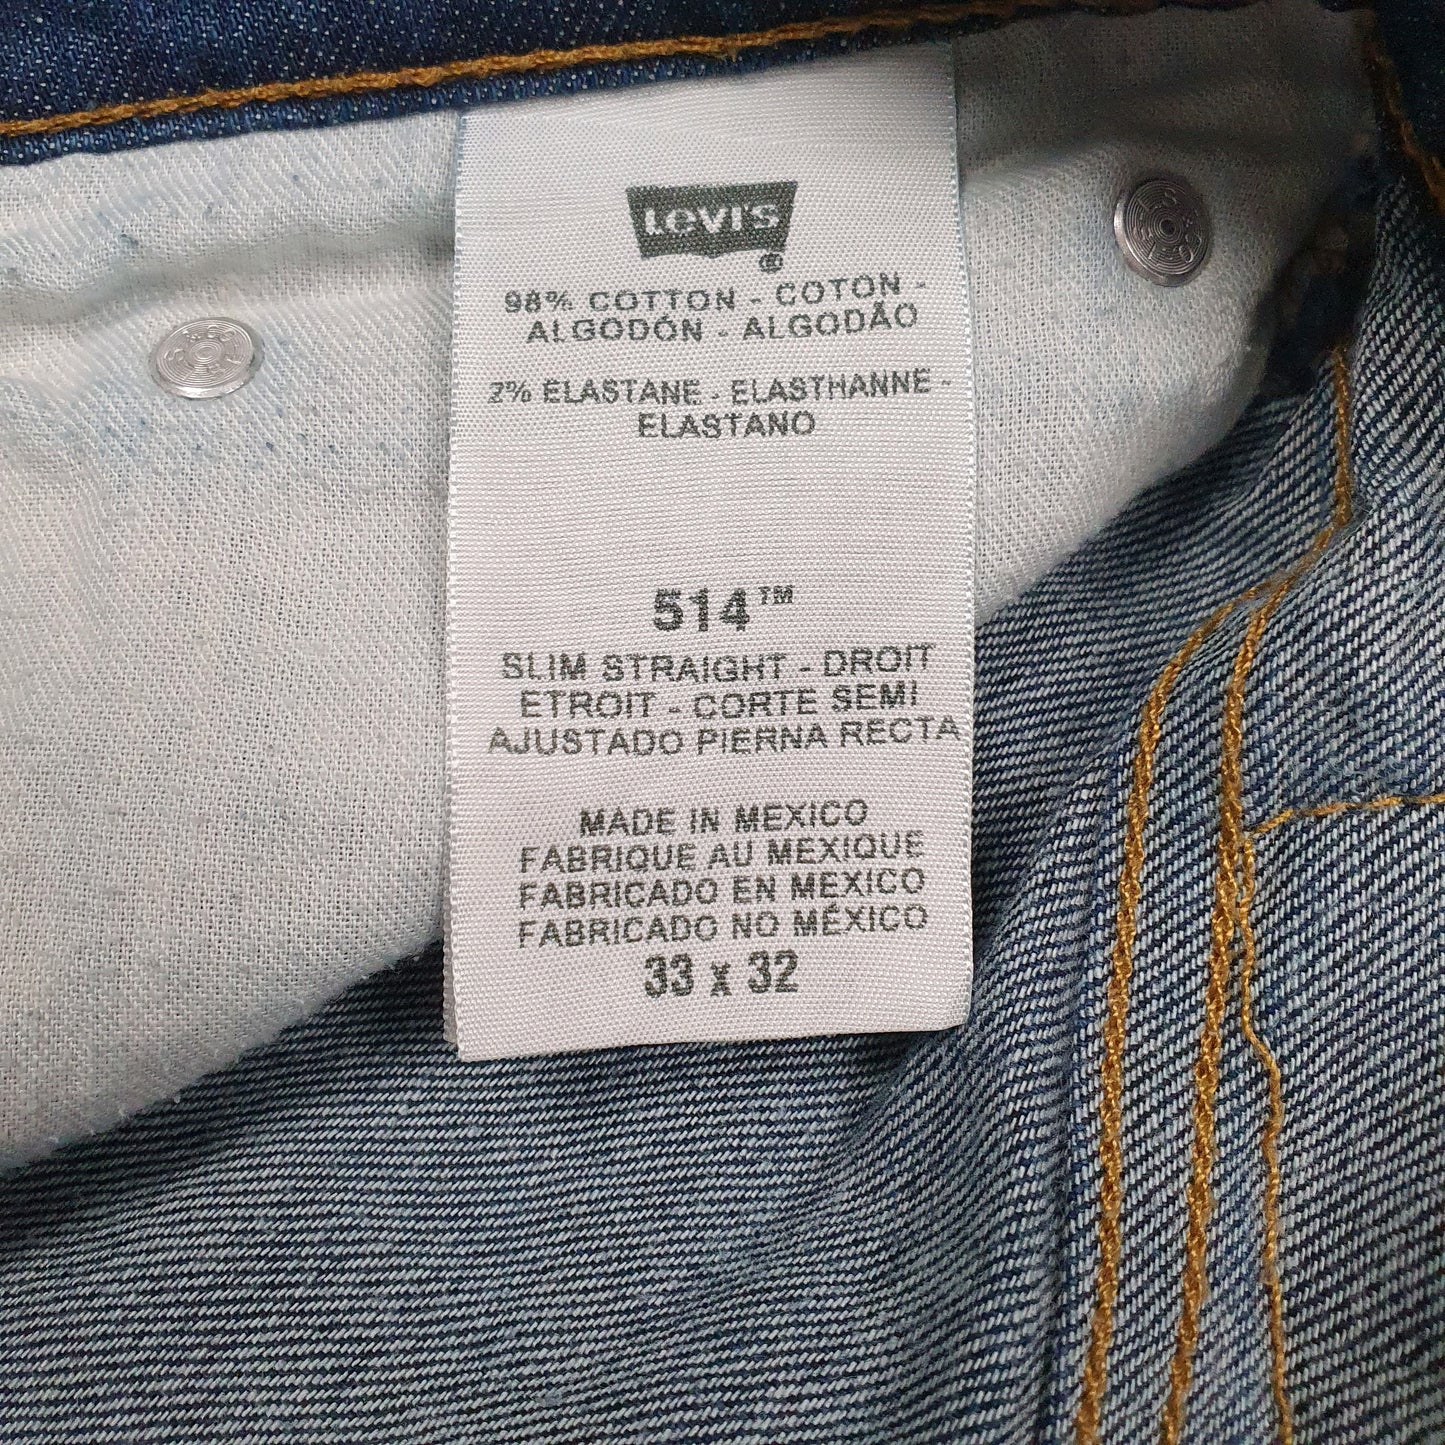 Levi's
®
98% COTTON - COTON -
ALGODÓN - ALGODÃO
2% ELASTANE - ELASTHANNE -
ELASTANO
514™
SLIM STRAIGHT - DROIT
ETROIT - CORTE SEMI
AJUSTADO PIERNA RECTA
MADE IN MEXICO
FABRIQUE AU MEXIQUE
FABRICADO EN MEXICO
FABRICADO NO MÉXICO
33 x 32